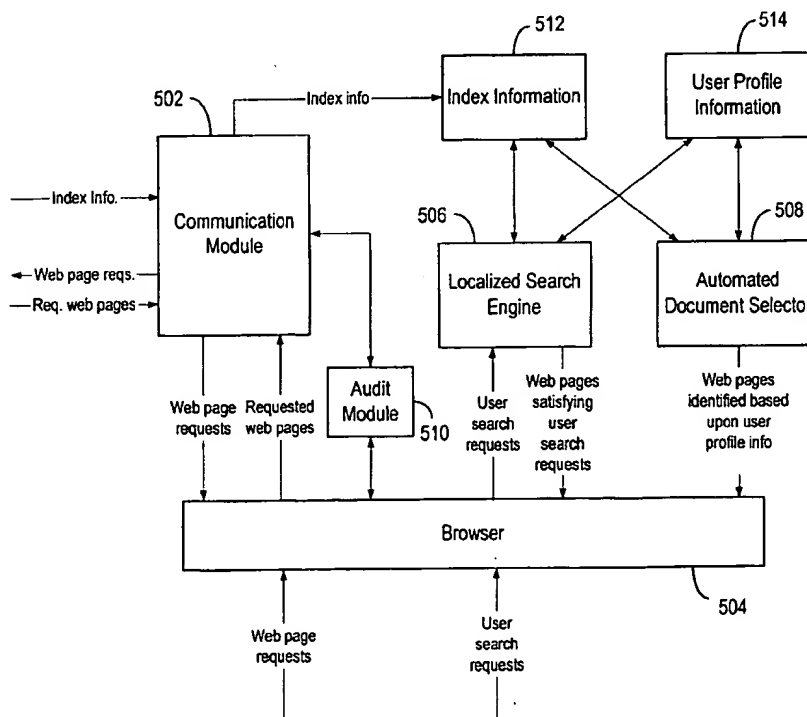 512
514
502
Index info
Index Information
User Profile
Information
Index Info.
Communication
Module
506
508
Web page reqs.
Req. web pages
Localized Search
Engine
Automated
Document Selecto
Web page
requests
Requested
web pages
Audit
Module
510
User
search
requests
Web pages
satisfying
user
search
requests
Web pages
identified based
upon user
profile info
Browser
504
Web page
requests
User
search
requests